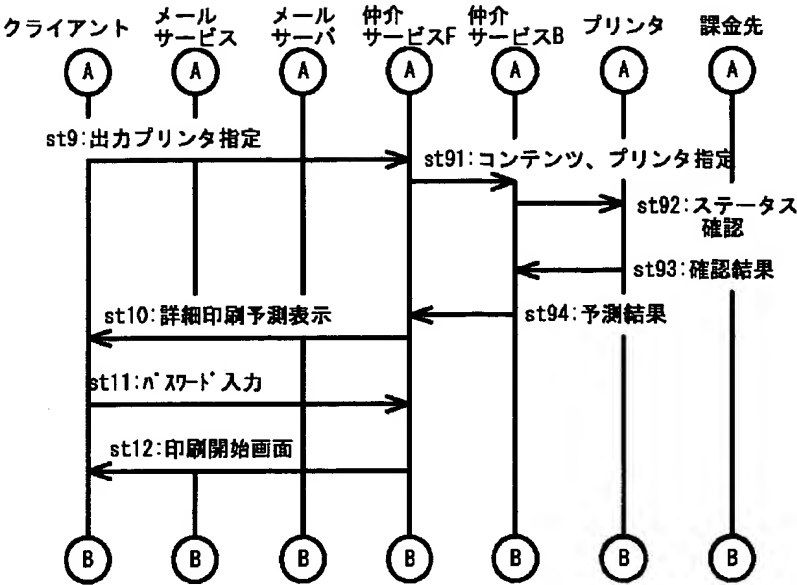 クライアント
メール
サービス
メール
サーバ
仲介
サービスF
仲介
サービスB
プリンタ
課金先
A A A A A A A
st9:出力プリンタ指定
st91:コンテンツ、プリンタ指定
st92:ステータス
確認
st93:確認結果
st10:詳細印刷予測表示
st94:予測結果
st11:ﾊﾟｽﾜｰﾄﾞ入力
st12:印刷開始画面
B B B B B B B